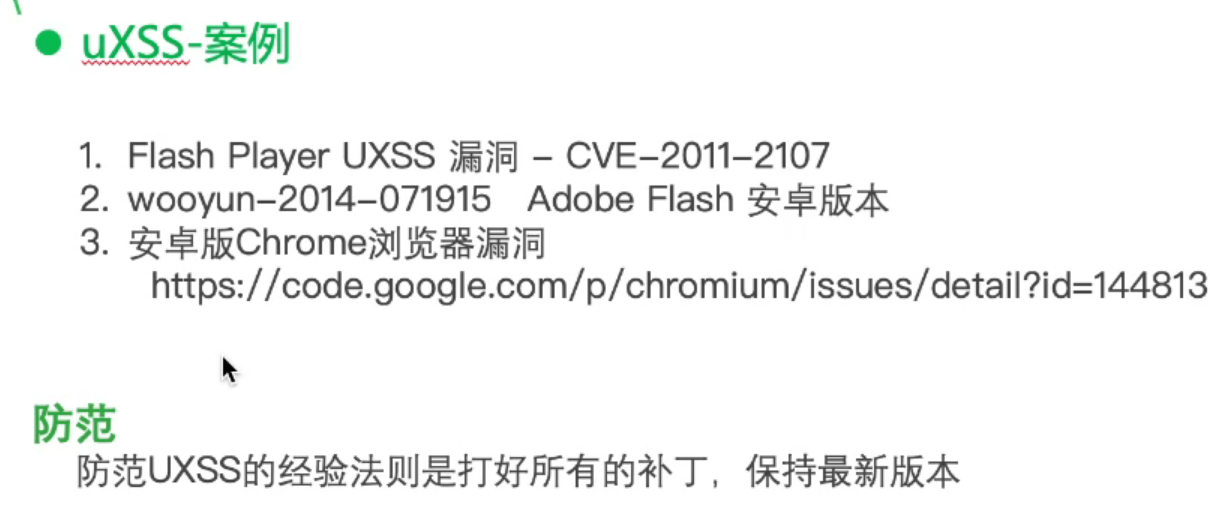 ● uXSS-案例
1. Flash Player UXSS 漏洞 – CVE-2011-2107
2. wooyun-2014-071915 Adobe Flash 安卓版本
3. 安卓版Chrome浏览器漏洞
https://code.google.com/p/chromium/issues/detail?id=144813
防范
防范UXSS的经验法则是打好所有的补丁，保持最新版本